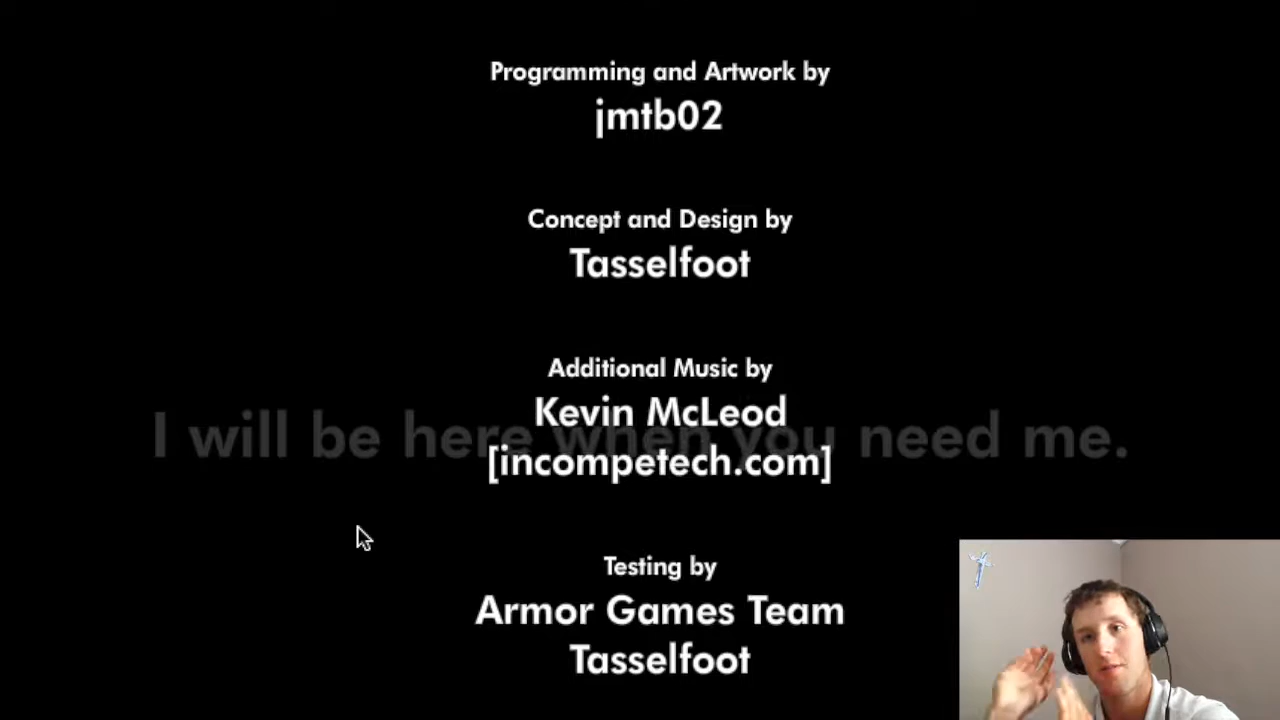 Programming and Artwork by
jmtb02
Concept and Design by
Tasselfoot
Additional Music by
Kevin McLeod
I will be here when you need me.
[incompetech.com]
Testing by
Armor Games Team
Tasselfoot